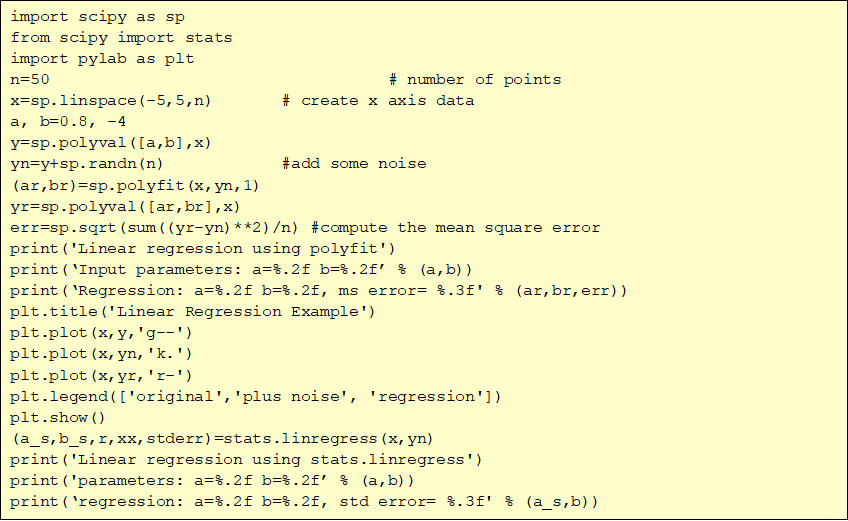 import scipy as sp
from scipy import stats
import pylab as plt
n=50 # number of points
x=sp.linspace(-5,5,n) # create x axis data
a, b=0.8, -4
y=sp.polyval([a,b],x)
yn=y+sp.randn(n) #add some noise
(ar,br)=sp.polyfit(x,yn,1)
yr=sp.polyval([ar,br],x)
err=sp.sqrt(sum((yr-yn)**2)/n) #compute the mean square error
print('Linear regression using polyfit')
print(‘Input parameters: a=%.2f b=%.2f’ % (a,b))
print(‘Regression: a=%.2f b=%.2f, ms error= %.3f' % (ar,br,err))
plt.title('Linear Regression Example')
plt.plot(x,y,'g--')
plt.plot(x,yn,'k.')
plt.plot(x,yr,'r-')
plt.legend(['original','plus noise', 'regression'])
plt.show()
(a_s,b_s,r,xx,stderr)=stats.linregress(x,yn)
print('Linear regression using stats.linregress')
print('parameters: a=%.2f b=%.2f’ % (a,b))
print(‘regression: a=%.2f b=%.2f, std error= %.3f' % (a_s,b))